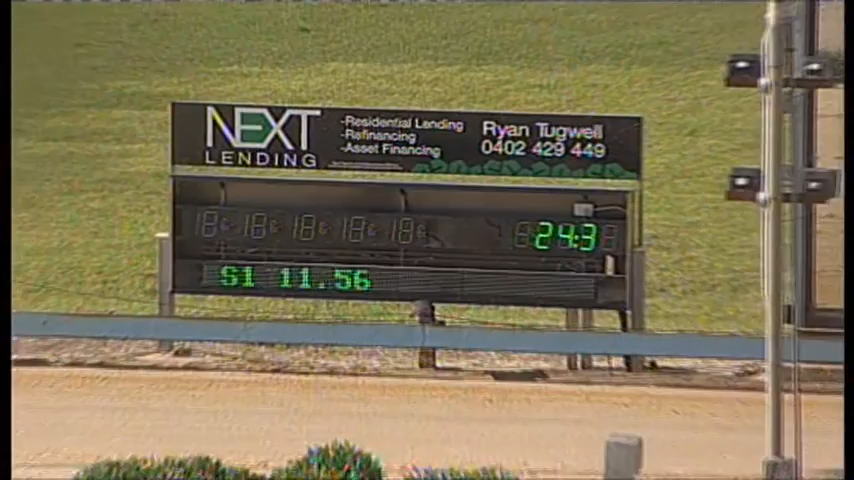 NEXT
LENDING
-Residential Lending
-Refinancing
-Asset Financing
Ryan Tugwell
0402 429 449
24:3
S1 11.56